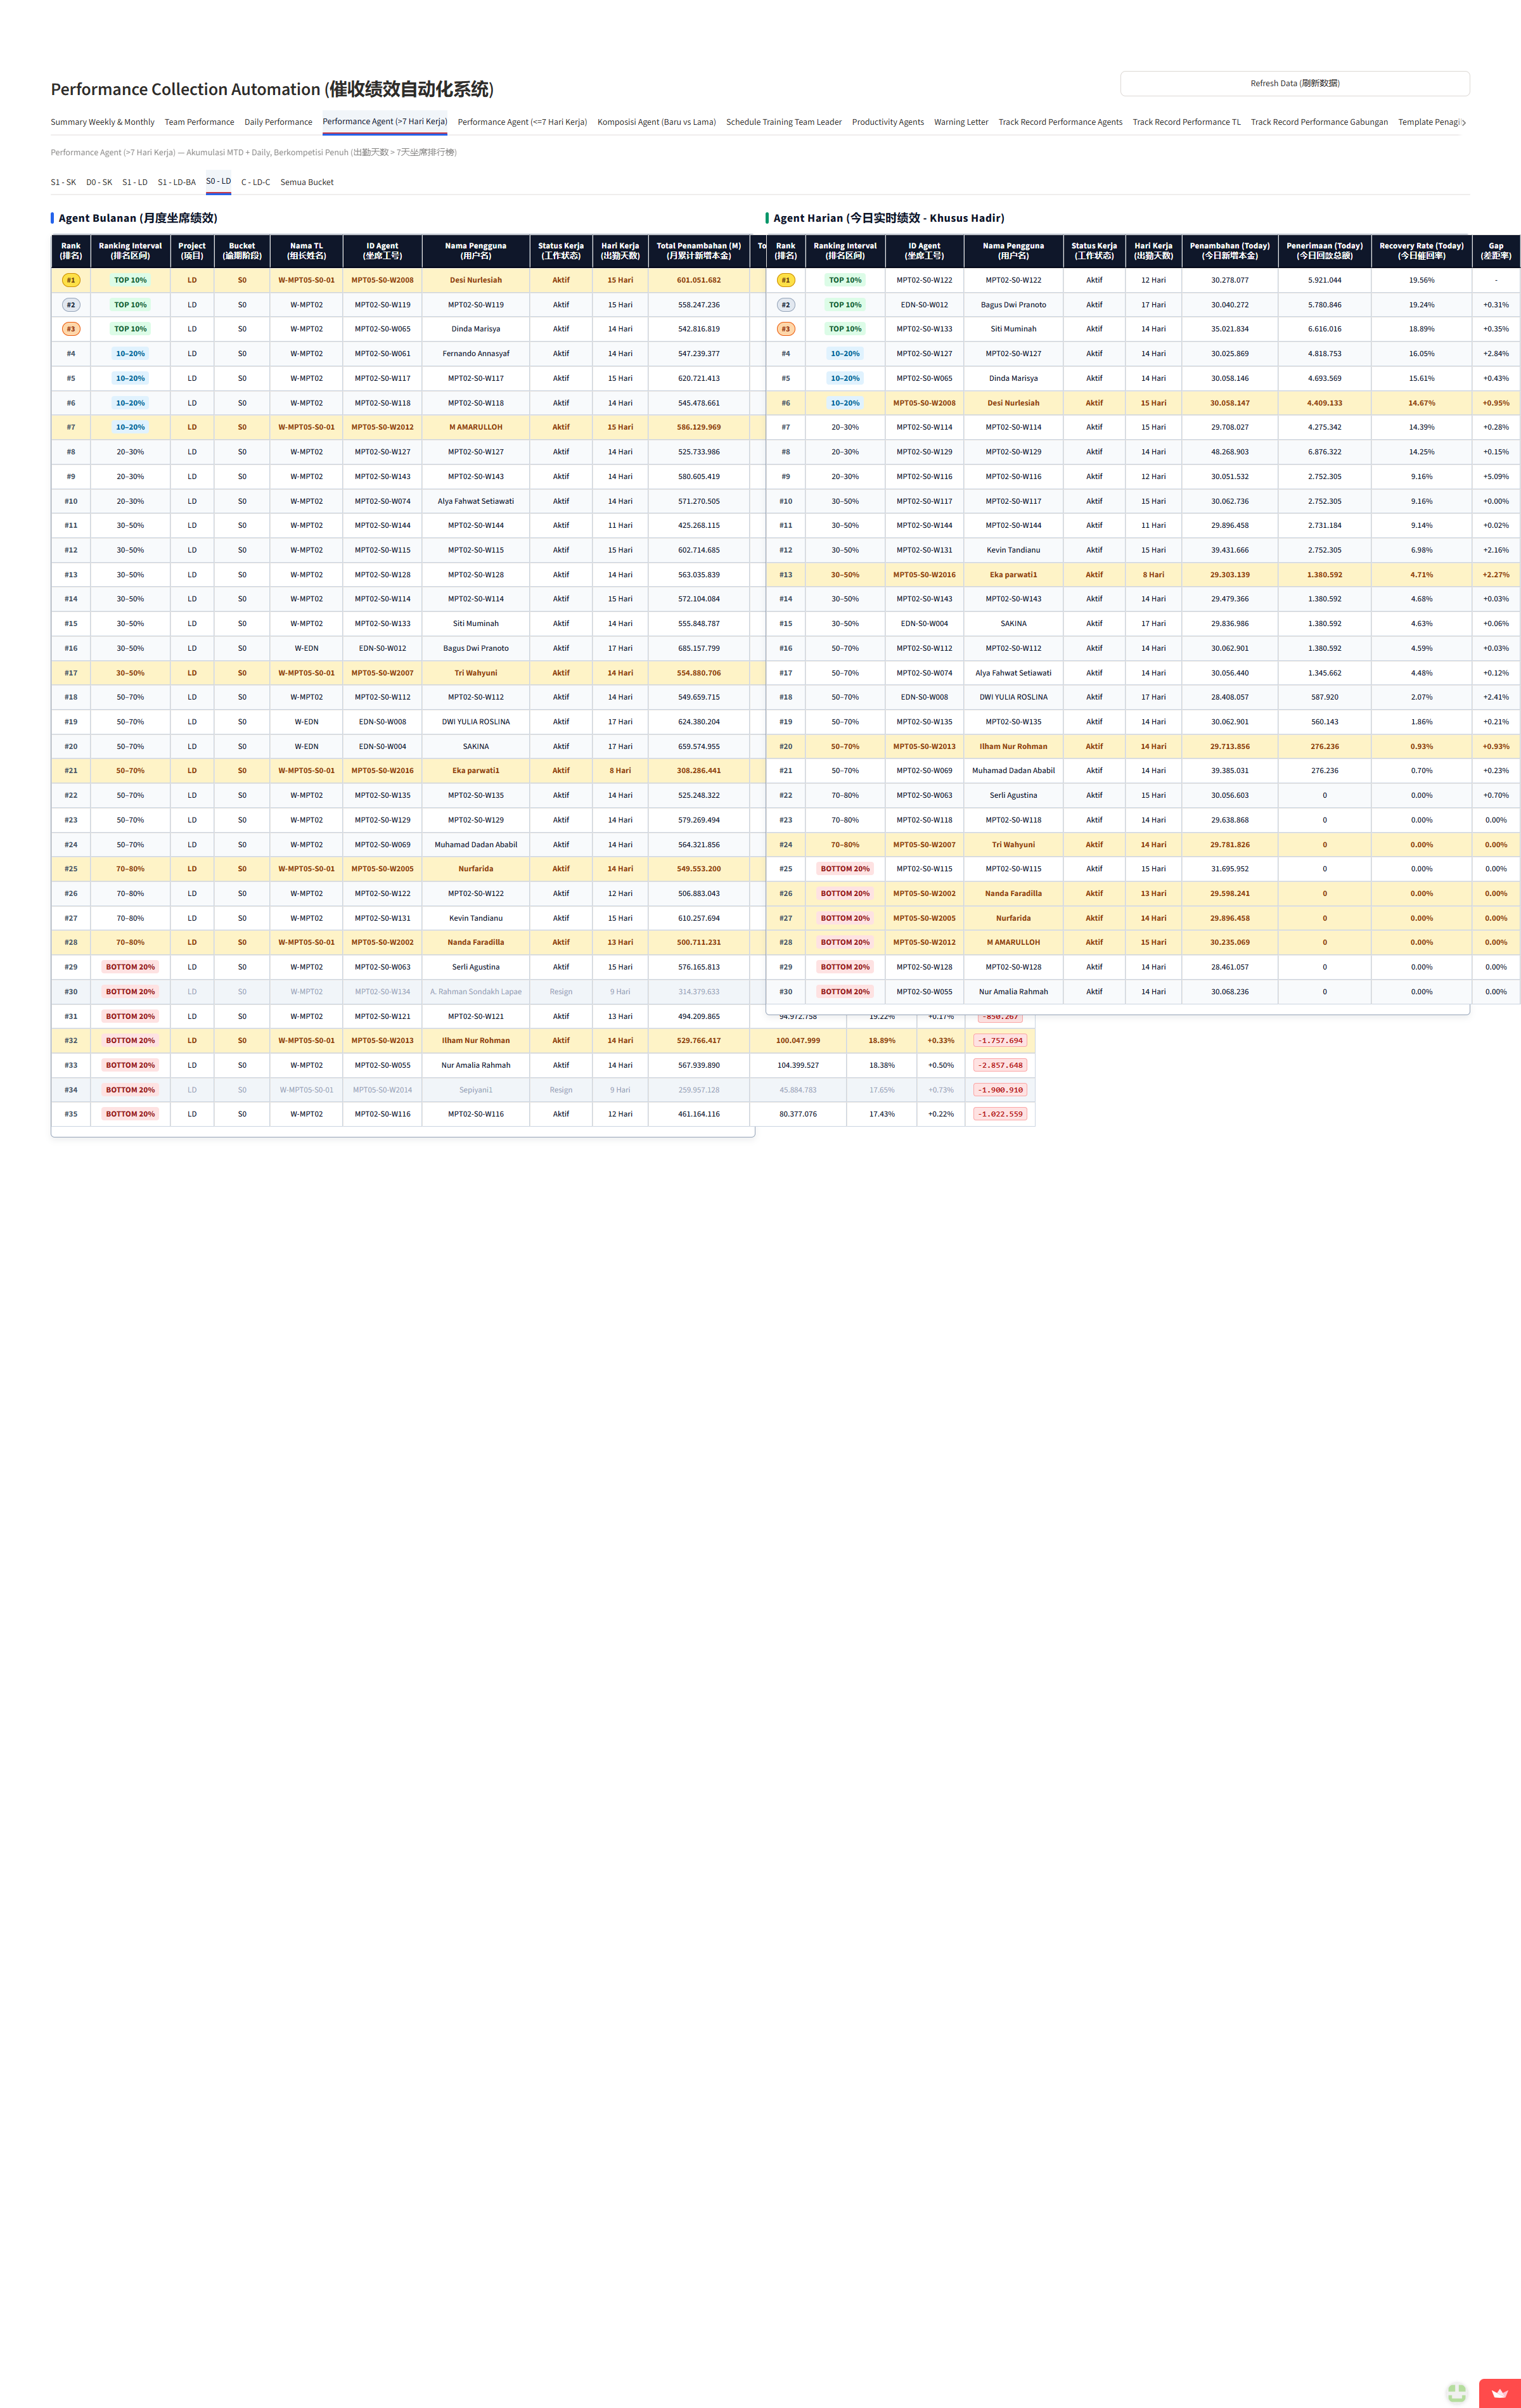 Performance Collection Automation (催收绩效自动化系统)
Refresh Data (刷新数据)
Summary Weekly & Monthly Team Performance Daily Performance Performance Agent (>7 Hari Kerja) Performance Agent (<=7 Hari Kerja) Komposisi Agent (Baru vs Lama) Schedule Training Team Leader Productivity Agents Warning Letter Track Record Performance Agents Track Record Performance TL Track Record Performance Gabungan Template Penagi
Performance Agent (>7 Hari Kerja) — Akumulasi MTD + Daily, Berkompetisi Penuh (出勤天数 > 7天坐席排行榜)
S1 - SK D0 - SK S1 - LD S1 - LD-BA S0 - LD C - LD-C Semua Bucket
Agent Bulanan (月度坐席绩效)
Rank Ranking Interval Project Bucket Nama TL ID Agent Nama Pengguna Status Kerja Hari Kerja Total Penambahan (M) To
(排名) (排名区间) (项目) (逾期阶段) (组长姓名) (坐席工号) (用户名) (工作状态) (出勤天数) (月累计新增本金)
#1 TOP 10% LD S0 W-MPT05-S0-01 MPT05-S0-W2008 Desi Nurlesiah Aktif 15 Hari 601.051.682
#2 TOP 10% LD S0 W-MPT02 MPT02-S0-W119 MPT02-S0-W119 Aktif 15 Hari 558.247.236
#3 TOP 10% LD S0 W-MPT02 MPT02-S0-W065 Dinda Marisya Aktif 14 Hari 542.816.819
#4 10–20% LD S0 W-MPT02 MPT02-S0-W061 Fernando Annasyaf Aktif 14 Hari 547.239.377
#5 10–20% LD S0 W-MPT02 MPT02-S0-W117 MPT02-S0-W117 Aktif 15 Hari 620.721.413
#6 10–20% LD S0 W-MPT02 MPT02-S0-W118 MPT02-S0-W118 Aktif 14 Hari 545.478.661
#7 10–20% LD S0 W-MPT05-S0-01 MPT05-S0-W2012 M AMARULLOH Aktif 15 Hari 586.129.969
#8 20–30% LD S0 W-MPT02 MPT02-S0-W127 MPT02-S0-W127 Aktif 14 Hari 525.733.986
#9 20–30% LD S0 W-MPT02 MPT02-S0-W143 MPT02-S0-W143 Aktif 14 Hari 580.605.419
#10 20–30% LD S0 W-MPT02 MPT02-S0-W074 Alya Fahwat Setiawati Aktif 14 Hari 571.270.505
#11 30–50% LD S0 W-MPT02 MPT02-S0-W144 MPT02-S0-W144 Aktif 11 Hari 425.268.115
#12 30–50% LD S0 W-MPT02 MPT02-S0-W115 MPT02-S0-W115 Aktif 15 Hari 602.714.685
#13 30–50% LD S0 W-MPT02 MPT02-S0-W128 MPT02-S0-W128 Aktif 14 Hari 563.035.839
#14 30–50% LD S0 W-MPT02 MPT02-S0-W114 MPT02-S0-W114 Aktif 15 Hari 572.104.084
#15 30–50% LD S0 W-MPT02 MPT02-S0-W133 Siti Muminah Aktif 14 Hari 555.848.787
#16 30–50% LD S0 W-EDN EDN-S0-W012 Bagus Dwi Pranoto Aktif 17 Hari 685.157.799
#17 30–50% LD S0 W-MPT05-S0-01 MPT05-S0-W2007 Tri Wahyuni Aktif 14 Hari 554.880.706
#18 50–70% LD S0 W-MPT02 MPT02-S0-W112 MPT02-S0-W112 Aktif 14 Hari 549.659.715
#19 50–70% LD S0 W-EDN EDN-S0-W008 DWI YULIA ROSLINA Aktif 17 Hari 624.380.204
#20 50–70% LD S0 W-EDN EDN-S0-W004 SAKINA Aktif 17 Hari 659.574.955
#21 50–70% LD S0 W-MPT05-S0-01 MPT05-S0-W2016 Eka parwati1 Aktif 8 Hari 308.286.441
#22 50–70% LD S0 W-MPT02 MPT02-S0-W135 MPT02-S0-W135 Aktif 14 Hari 525.248.322
#23 50–70% LD S0 W-MPT02 MPT02-S0-W129 MPT02-S0-W129 Aktif 14 Hari 579.269.494
#24 50–70% LD S0 W-MPT02 MPT02-S0-W069 Muhamad Dadan Ababil Aktif 14 Hari 564.321.856
#25 70–80% LD S0 W-MPT05-S0-01 MPT05-S0-W2005 Nurfarida Aktif 14 Hari 549.553.200
#26 70–80% LD S0 W-MPT02 MPT02-S0-W122 MPT02-S0-W122 Aktif 12 Hari 506.883.043
#27 70–80% LD S0 W-MPT02 MPT02-S0-W131 Kevin Tandianu Aktif 15 Hari 610.257.694
#28 70–80% LD S0 W-MPT05-S0-01 MPT05-S0-W2002 Nanda Faradilla Aktif 13 Hari 500.711.231
#29 BOTTOM 20% LD S0 W-MPT02 MPT02-S0-W063 Serli Agustina Aktif 15 Hari 576.165.813
#30 BOTTOM 20% LD S0 W-MPT02 MPT02-S0-W134 A. Rahman Sondakh Lapae Resign 9 Hari 314.379.633
#31 BOTTOM 20% LD S0 W-MPT02 MPT02-S0-W121 MPT02-S0-W121 Aktif 13 Hari 494.209.865 94.972.758 19.22% +0.17% -850.267
#32 BOTTOM 20% LD S0 W-MPT05-S0-01 MPT05-S0-W2013 Ilham Nur Rohman Aktif 14 Hari 529.766.417 100.047.999 18.89% +0.33% -1.757.694
#33 BOTTOM 20% LD S0 W-MPT02 MPT02-S0-W055 Nur Amalia Rahmah Aktif 14 Hari 567.939.890 104.399.527 18.38% +0.50% -2.857.648
#34 BOTTOM 20% LD S0 W-MPT05-S0-01 MPT05-S0-W2014 Sepiyani1 Resign 9 Hari 259.957.128 45.884.783 17.65% +0.73% -1.900.910
#35 BOTTOM 20% LD S0 W-MPT02 MPT02-S0-W116 MPT02-S0-W116 Aktif 12 Hari 461.164.116 80.377.076 17.43% +0.22% -1.022.559
Agent Harian (今日实时绩效 - Khusus Hadir)
Rank Ranking Interval ID Agent Nama Pengguna Status Kerja Hari Kerja Penambahan (Today) Penerimaan (Today) Recovery Rate (Today) Gap
(排名) (排名区间) (坐席工号) (用户名) (工作状态) (出勤天数) (今日新增本金) (今日回款总额) (今日催回率) (差距率)
#1 TOP 10% MPT02-S0-W122 MPT02-S0-W122 Aktif 12 Hari 30.278.077 5.921.044 19.56% -
#2 TOP 10% EDN-S0-W012 Bagus Dwi Pranoto Aktif 17 Hari 30.040.272 5.780.846 19.24% +0.31%
#3 TOP 10% MPT02-S0-W133 Siti Muminah Aktif 14 Hari 35.021.834 6.616.016 18.89% +0.35%
#4 10–20% MPT02-S0-W127 MPT02-S0-W127 Aktif 14 Hari 30.025.869 4.818.753 16.05% +2.84%
#5 10–20% MPT02-S0-W065 Dinda Marisya Aktif 14 Hari 30.058.146 4.693.569 15.61% +0.43%
#6 10–20% MPT05-S0-W2008 Desi Nurlesiah Aktif 15 Hari 30.058.147 4.409.133 14.67% +0.95%
#7 20–30% MPT02-S0-W114 MPT02-S0-W114 Aktif 15 Hari 29.708.027 4.275.342 14.39% +0.28%
#8 20–30% MPT02-S0-W129 MPT02-S0-W129 Aktif 14 Hari 48.268.903 6.876.322 14.25% +0.15%
#9 20–30% MPT02-S0-W116 MPT02-S0-W116 Aktif 12 Hari 30.051.532 2.752.305 9.16% +5.09%
#10 30–50% MPT02-S0-W117 MPT02-S0-W117 Aktif 15 Hari 30.062.736 2.752.305 9.16% +0.00%
#11 30–50% MPT02-S0-W144 MPT02-S0-W144 Aktif 11 Hari 29.896.458 2.731.184 9.14% +0.02%
#12 30–50% MPT02-S0-W131 Kevin Tandianu Aktif 15 Hari 39.431.666 2.752.305 6.98% +2.16%
#13 30–50% MPT05-S0-W2016 Eka parwati1 Aktif 8 Hari 29.303.139 1.380.592 4.71% +2.27%
#14 30–50% MPT02-S0-W143 MPT02-S0-W143 Aktif 14 Hari 29.479.366 1.380.592 4.68% +0.03%
#15 30–50% EDN-S0-W004 SAKINA Aktif 17 Hari 29.836.986 1.380.592 4.63% +0.06%
#16 50–70% MPT02-S0-W112 MPT02-S0-W112 Aktif 14 Hari 30.062.901 1.380.592 4.59% +0.03%
#17 50–70% MPT02-S0-W074 Alya Fahwat Setiawati Aktif 14 Hari 30.056.440 1.345.662 4.48% +0.12%
#18 50–70% EDN-S0-W008 DWI YULIA ROSLINA Aktif 17 Hari 28.408.057 587.920 2.07% +2.41%
#19 50–70% MPT02-S0-W135 MPT02-S0-W135 Aktif 14 Hari 30.062.901 560.143 1.86% +0.21%
#20 50–70% MPT05-S0-W2013 Ilham Nur Rohman Aktif 14 Hari 29.713.856 276.236 0.93% +0.93%
#21 50–70% MPT02-S0-W069 Muhamad Dadan Ababil Aktif 14 Hari 39.385.031 276.236 0.70% +0.23%
#22 70–80% MPT02-S0-W063 Serli Agustina Aktif 15 Hari 30.056.603 0 0.00% +0.70%
#23 70–80% MPT02-S0-W118 MPT02-S0-W118 Aktif 14 Hari 29.638.868 0 0.00% 0.00%
#24 70–80% MPT05-S0-W2007 Tri Wahyuni Aktif 14 Hari 29.781.826 0 0.00% 0.00%
#25 BOTTOM 20% MPT02-S0-W115 MPT02-S0-W115 Aktif 15 Hari 31.695.952 0 0.00% 0.00%
#26 BOTTOM 20% MPT05-S0-W2002 Nanda Faradilla Aktif 13 Hari 29.598.241 0 0.00% 0.00%
#27 BOTTOM 20% MPT05-S0-W2005 Nurfarida Aktif 14 Hari 29.896.458 0 0.00% 0.00%
#28 BOTTOM 20% MPT05-S0-W2012 M AMARULLOH Aktif 15 Hari 30.235.069 0 0.00% 0.00%
#29 BOTTOM 20% MPT02-S0-W128 MPT02-S0-W128 Aktif 14 Hari 28.461.057 0 0.00% 0.00%
#30 BOTTOM 20% MPT02-S0-W055 Nur Amalia Rahmah Aktif 14 Hari 30.068.236 0 0.00% 0.00%